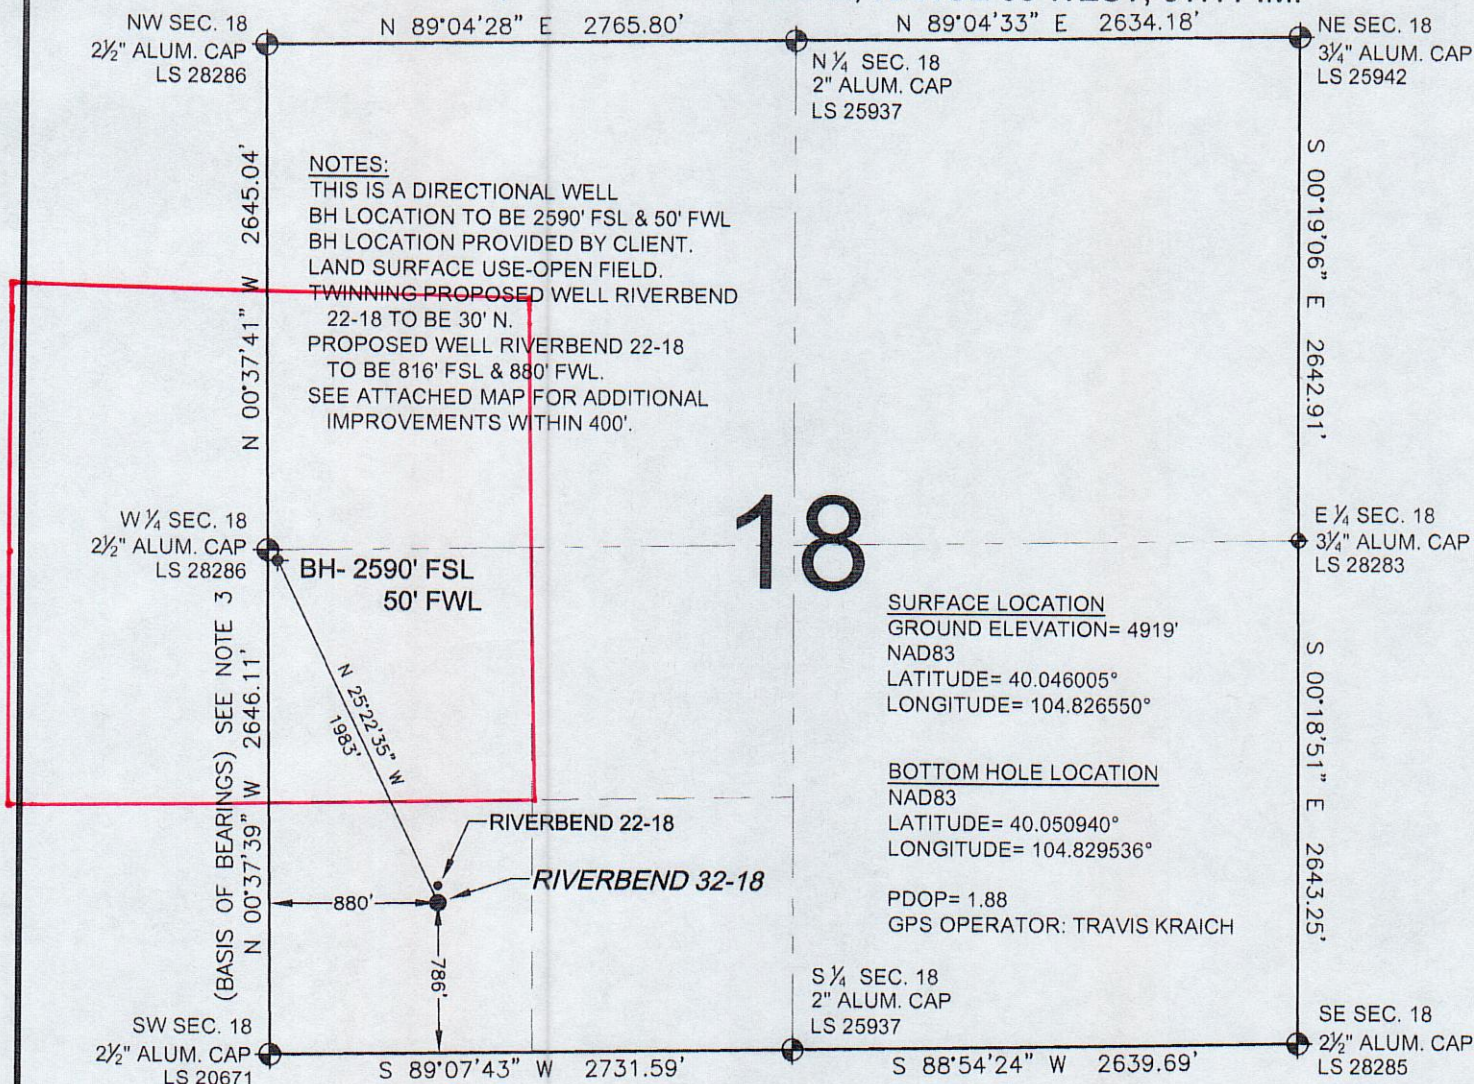 N 89°04'28" E 2765.80'
N 89°04'33" E 2634.18'
NW SEC. 18
2½" ALUM. CAP
LS 28286
N ¼ SEC. 18
2" ALUM. CAP
LS 25937
NE SEC. 18
3¼" ALUM. CAP
LS 25942
N 00°37'41" W 2645.04'
NOTES:
THIS IS A DIRECTIONAL WELL
BH LOCATION TO BE 2590' FSL & 50' FWL
BH LOCATION PROVIDED BY CLIENT.
LAND SURFACE USE-OPEN FIELD.
TWINNING PROPOSED WELL RIVERBEND
22-18 TO BE 30' N.
PROPOSED WELL RIVERBEND 22-18
TO BE 816' FSL & 880' FWL.
SEE ATTACHED MAP FOR ADDITIONAL
IMPROVEMENTS WITHIN 400'.
S 00°19'06" E 2642.91'
W ¼ SEC. 18
2½" ALUM. CAP
LS 28286
BH- 2590' FSL
50' FWL
18
E ¼ SEC. 18
3¼" ALUM. CAP
LS 28283
(BASIS OF BEARINGS) SEE NOTE 3
N 00°37'39" W 2646.11'
N 25°22'35" W
1983'
SURFACE LOCATION
GROUND ELEVATION= 4919'
NAD83
LATITUDE= 40.046005°
LONGITUDE= 104.826550°
BOTTOM HOLE LOCATION
NAD83
LATITUDE= 40.050940°
LONGITUDE= 104.829536°
PDOP= 1.88
GPS OPERATOR: TRAVIS KRAICH
S 00°18'51" E 2643.25'
RIVERBEND 22-18
RIVERBEND 32-18
880'
786'
SW SEC. 18
2½" ALUM. CAP
LS 20671
S ¼ SEC. 18
2" ALUM. CAP
LS 25937
SE SEC. 18
2½" ALUM. CAP
LS 28285
S 89°07'43" W 2731.59'
S 88°54'24" W 2639.69'